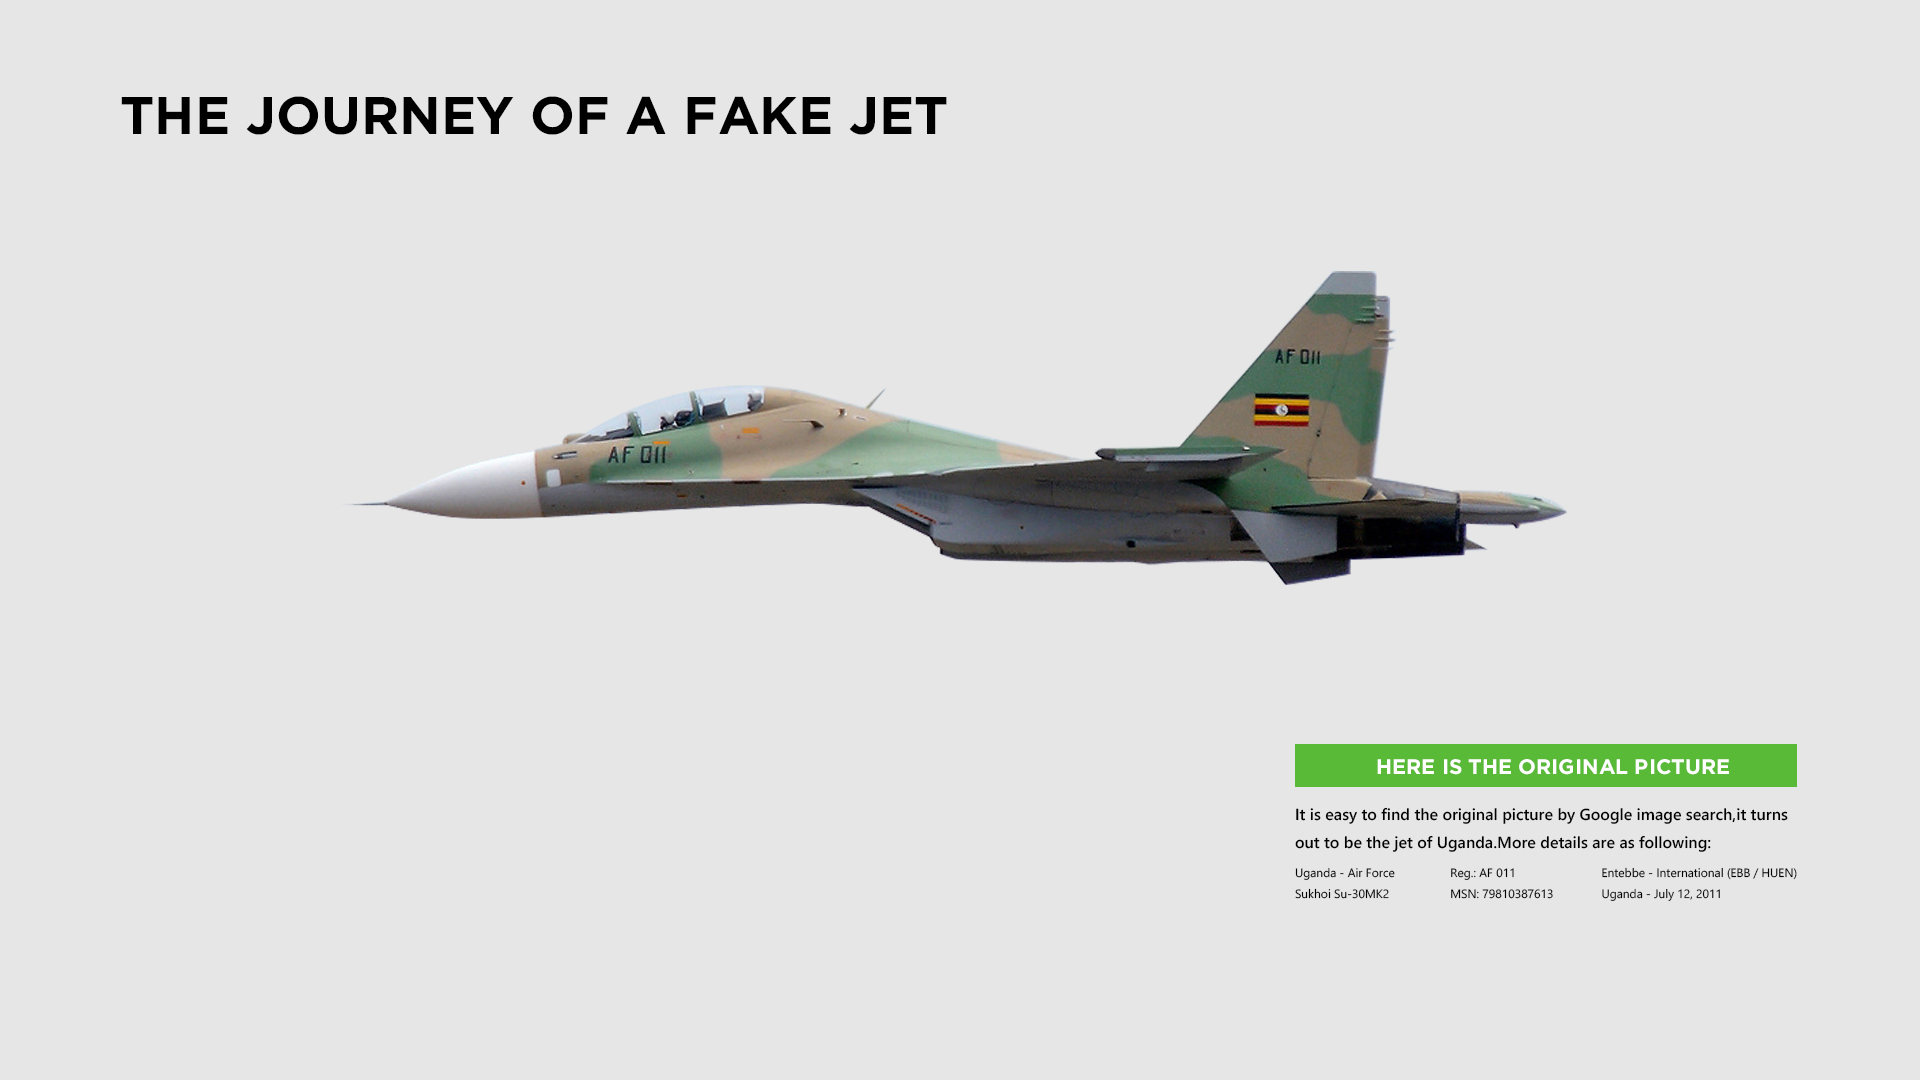 THE JOURNEY OF A FAKE JET
AF 011
AF 011
HERE IS THE ORIGINAL PICTURE
It is easy to find the original picture by Google image search,it turns
out to be the jet of Uganda.More details are as following:
Uganda - Air Force
Sukhoi Su-30MK2
Reg.: AF 011
MSN: 79810387613
Entebbe - International (EBB / HUEN)
Uganda - July 12, 2011